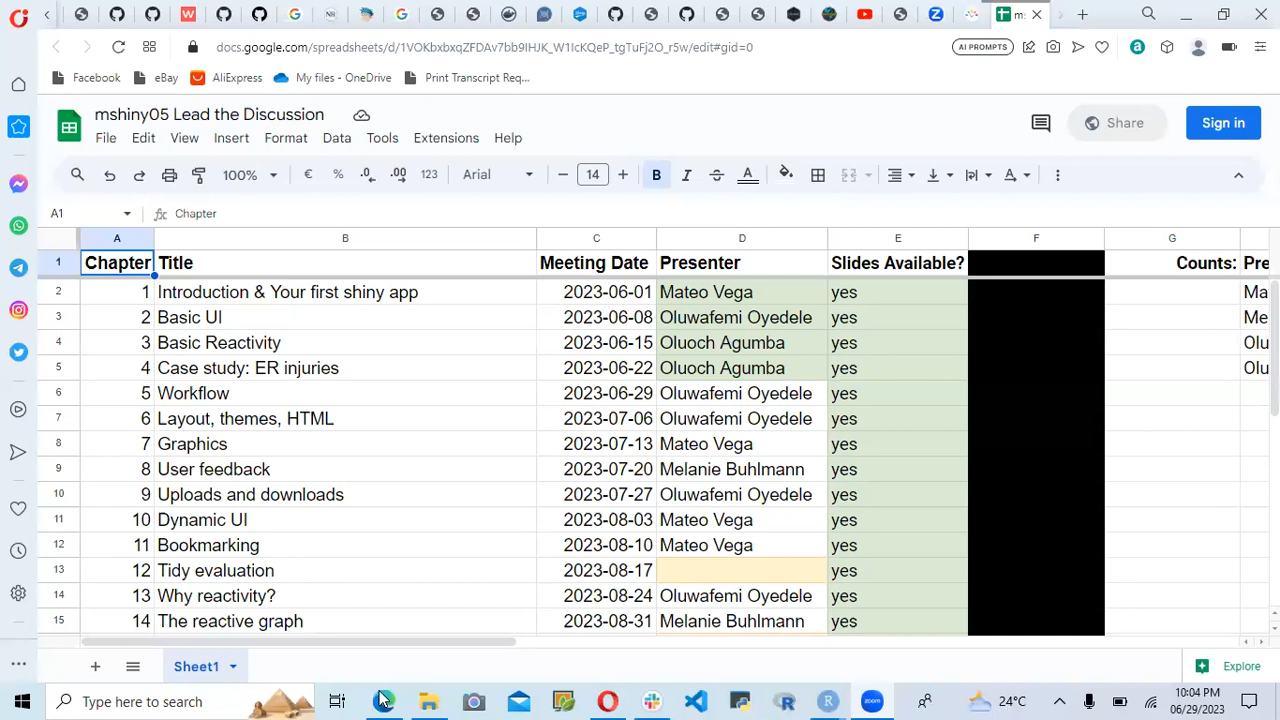 m:
docs.google.com/spreadsheets/d/1VOKbxbxqZFDAv7bb9IHJK_W1IcKQeP_tgTuFj2O_r5w/edit#gid=0
AI PROMPTS
Facebook eBay AliExpress My files - OneDrive Print Transcript Req...
mshiny05 Lead the Discussion
Share
Sign in
File Edit View Insert Format Data Tools Extensions Help
100% € % .0 .00 123 Arial 14 B I S A
A1 fx Chapter
A B C D E F G
1 Chapter Title Meeting Date Presenter Slides Available? Counts: Pre
2 1 Introduction & Your first shiny app 2023-06-01 Mateo Vega yes Ma
3 2 Basic UI 2023-06-08 Oluwafemi Oyedele yes Me
4 3 Basic Reactivity 2023-06-15 Oluoch Agumba yes Olu
5 4 Case study: ER injuries 2023-06-22 Oluoch Agumba yes Olu
6 5 Workflow 2023-06-29 Oluwafemi Oyedele yes
7 6 Layout, themes, HTML 2023-07-06 Oluwafemi Oyedele yes
8 7 Graphics 2023-07-13 Mateo Vega yes
9 8 User feedback 2023-07-20 Melanie Buhlmann yes
10 9 Uploads and downloads 2023-07-27 Oluwafemi Oyedele yes
11 10 Dynamic UI 2023-08-03 Mateo Vega yes
12 11 Bookmarking 2023-08-10 Mateo Vega yes
13 12 Tidy evaluation 2023-08-17 yes
14 13 Why reactivity? 2023-08-24 Oluwafemi Oyedele yes
15 14 The reactive graph 2023-08-31 Melanie Buhlmann yes
Sheet1
Explore
Type here to search
zoom
24°C
10:04 PM
06/29/2023